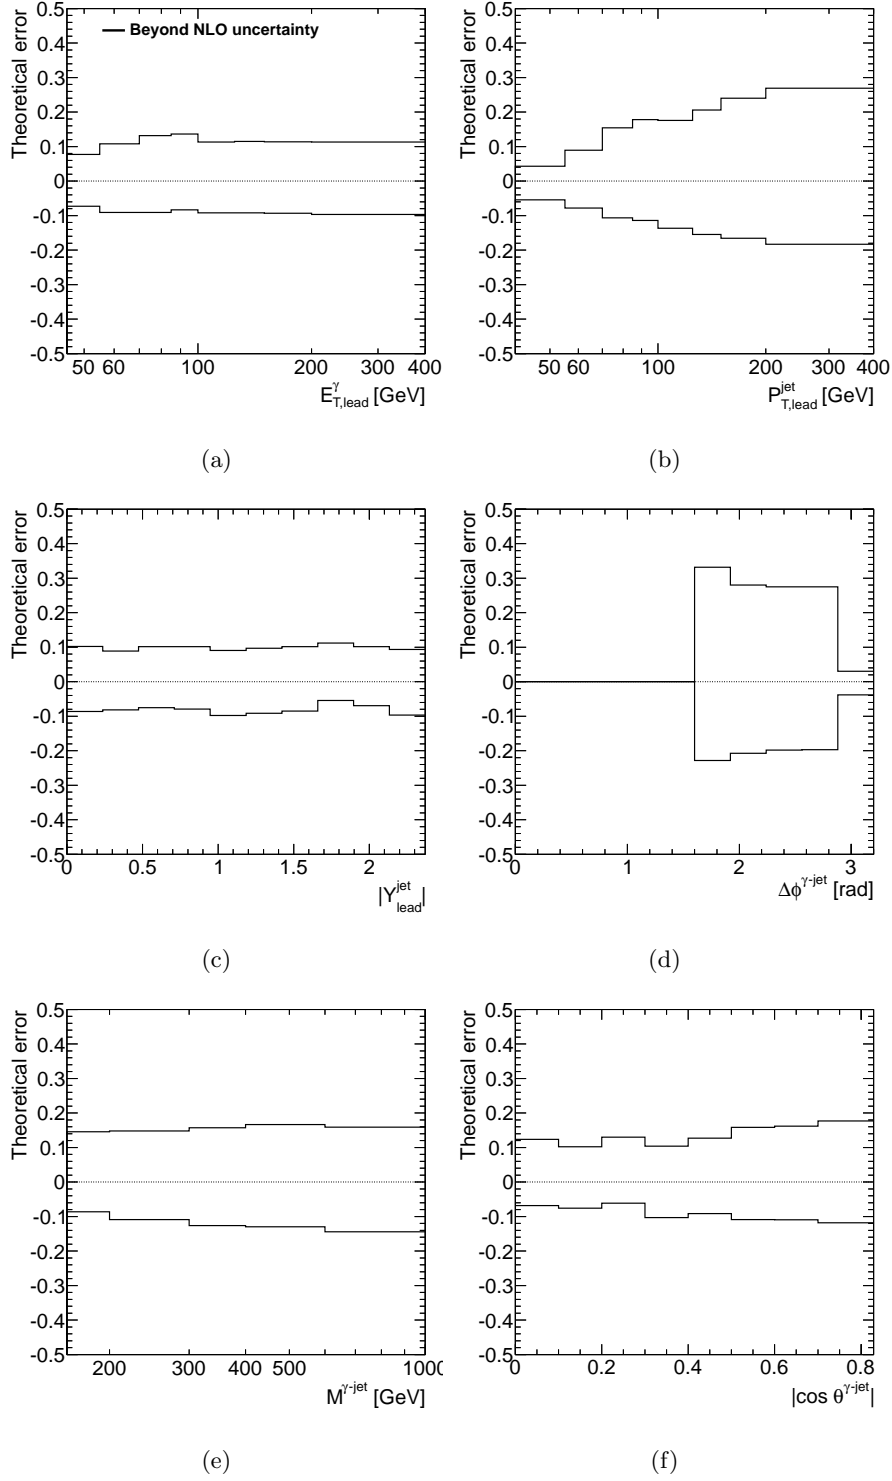 Theoretical error
0.5
0.4
0.3
0.2
0.1
0
-0.1
-0.2
-0.3
-0.4
-0.5
Beyond NLO uncertainty
50 60 100 200 300 400
E^γ_T,lead [GeV]
(a)
Theoretical error
0.5
0.4
0.3
0.2
0.1
0
-0.1
-0.2
-0.3
-0.4
-0.5
50 60 100 200 300 400
P^jet_T,lead [GeV]
(b)
Theoretical error
0.5
0.4
0.3
0.2
0.1
0
-0.1
-0.2
-0.3
-0.4
-0.5
0 0.5 1 1.5 2
|Y^jet_lead|
(c)
Theoretical error
0.5
0.4
0.3
0.2
0.1
0
-0.1
-0.2
-0.3
-0.4
-0.5
0 1 2 3
Δϕ^γ-jet [rad]
(d)
Theoretical error
0.5
0.4
0.3
0.2
0.1
0
-0.1
-0.2
-0.3
-0.4
-0.5
200 300 400 500 1000
M^γ-jet [GeV]
(e)
Theoretical error
0.5
0.4
0.3
0.2
0.1
0
-0.1
-0.2
-0.3
-0.4
-0.5
0 0.2 0.4 0.6 0.8
|cos θ^γ-jet|
(f)